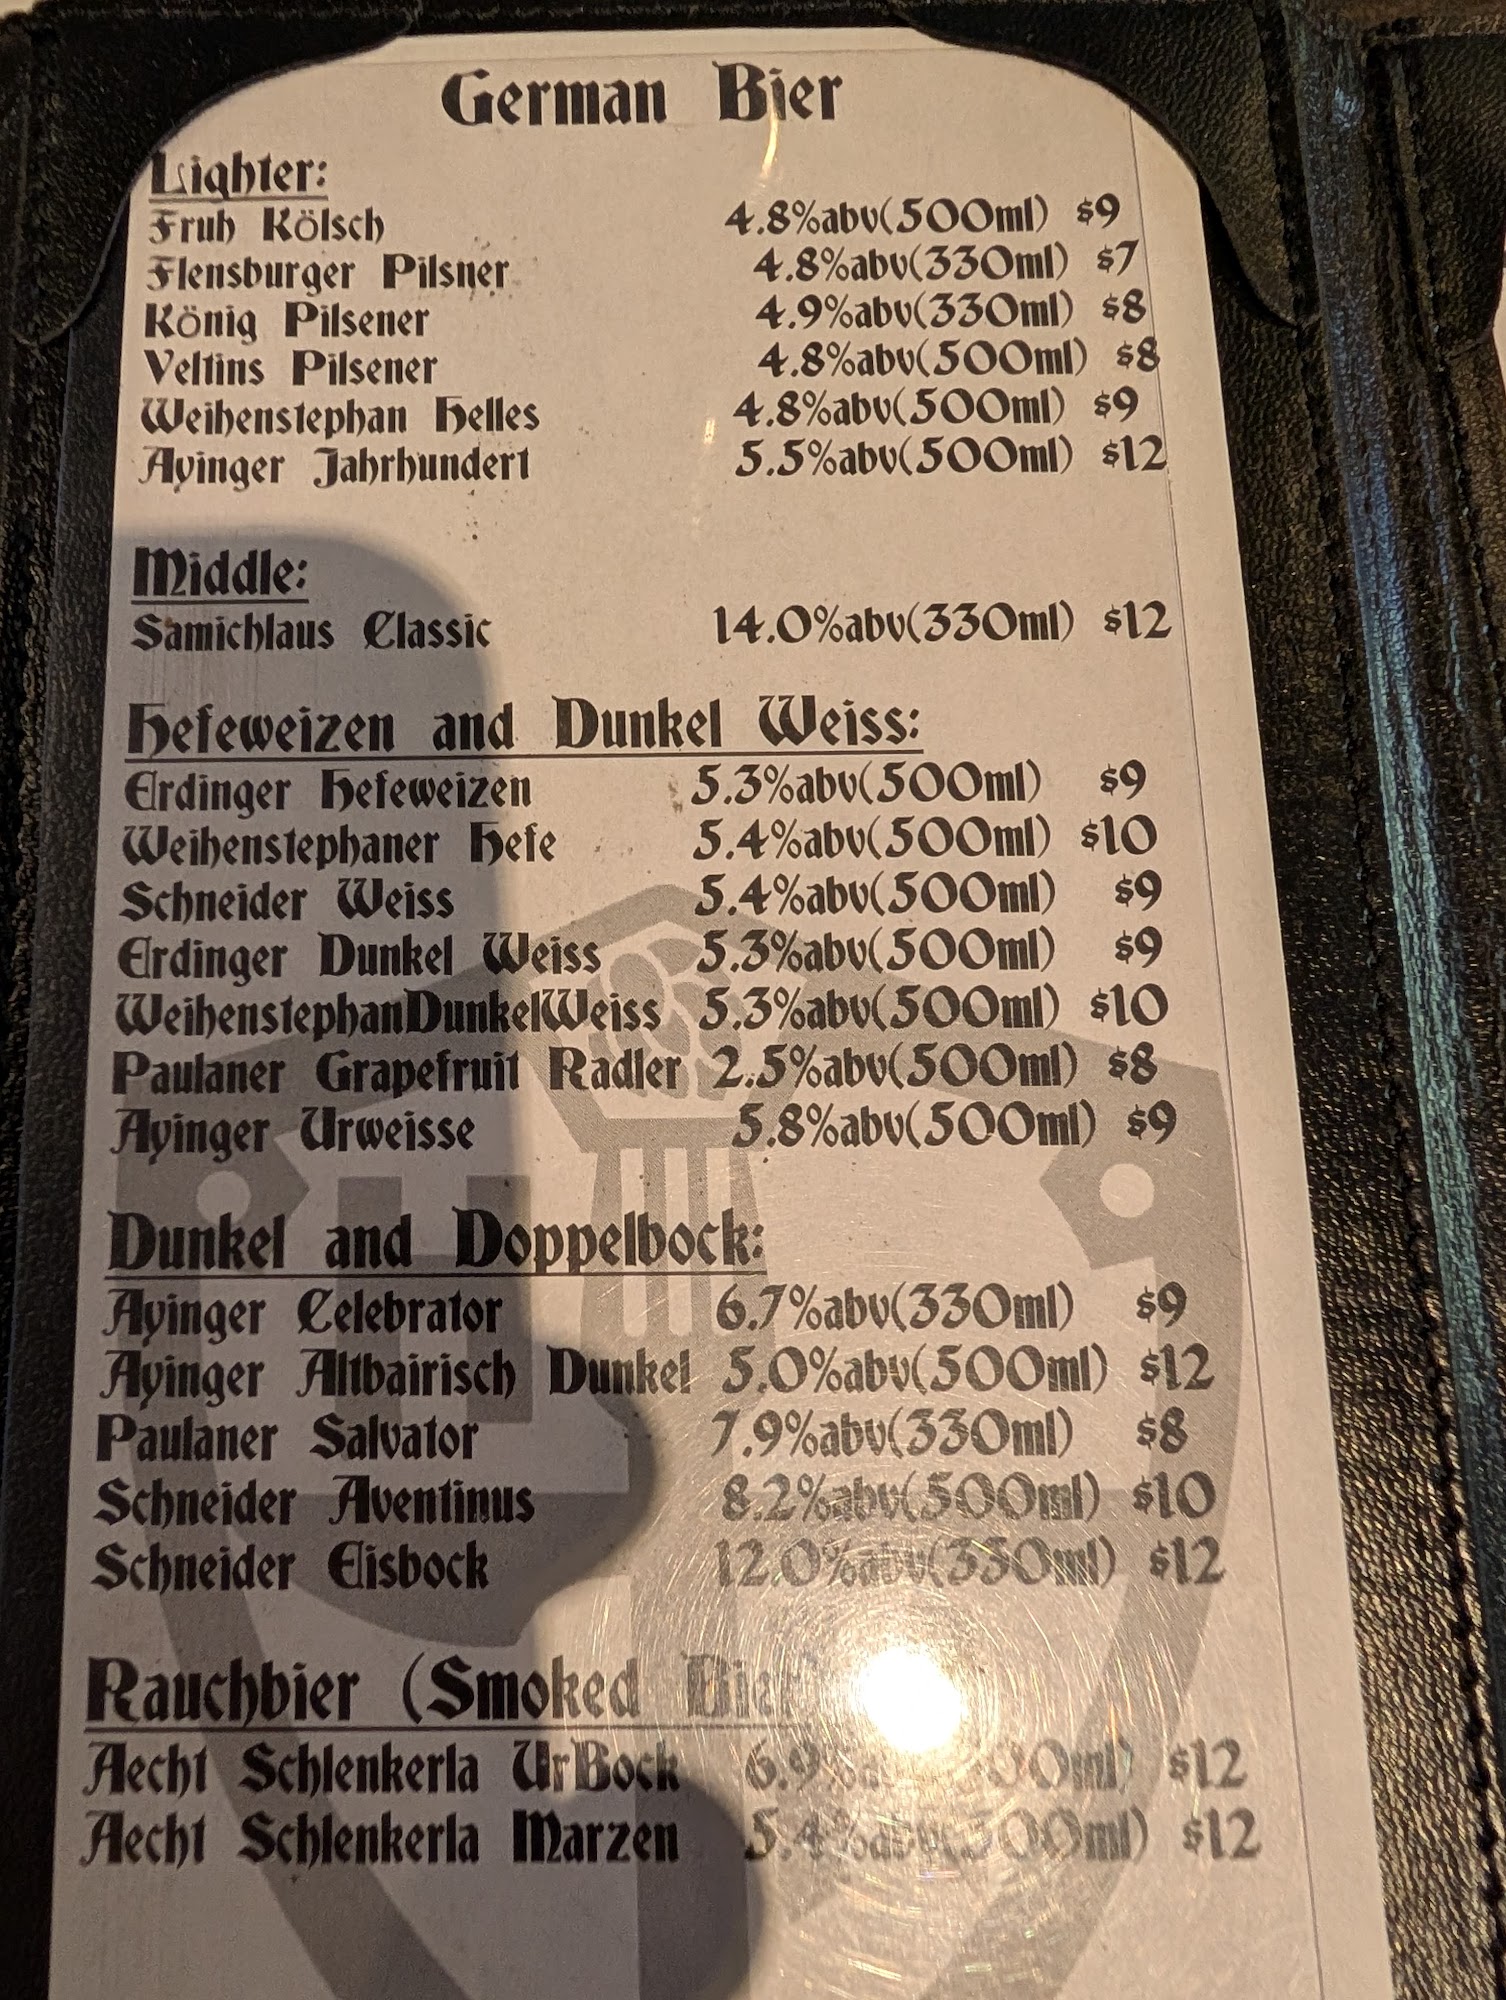 German Bier
Lighter:
Fruh Kölsch 4.8%abv(500ml) $9
Flensburger Pilsner 4.8%abv(330ml) $7
König Pilsener 4.9%abv(330ml) $8
Veltins Pilsener 4.8%abv(500ml) $8
Weihenstephan Helles 4.8%abv(500ml) $9
Ayinger Jahrhundert 5.5%abv(500ml) $12
Middle:
Samichlaus Classic 14.0%abv(330ml) $12
Hefeweizen and Dunkel Weiss:
Erdinger Hefeweizen 5.3%abv(500ml) $9
Weihenstephaner Hefe 5.4%abv(500ml) $10
Schneider Weiss 5.4%abv(500ml) $9
Erdinger Dunkel Weiss 5.3%abv(500ml) $9
WeihenstephanDunkelWeiss 5.3%abv(500ml) $10
Paulaner Grapefruit Radler 2.5%abv(500ml) $8
Ayinger Urweisse 5.8%abv(500ml) $9
Dunkel and Doppelbock:
Ayinger Celebrator 6.7%abv(330ml) $9
Ayinger Altbairisch Dunkel 5.0%abv(500ml) $12
Paulaner Salvator 7.9%abv(330ml) $8
Schneider Aventinus 8.2%abv(500ml) $10
Schneider Eisbock 12.0%abv(330ml) $12
Rauchbier (Smoked Bier)
Aecht Schlenkerla UrBock $12
Aecht Schlenkerla Marzen 5.4%abv(500ml) $12